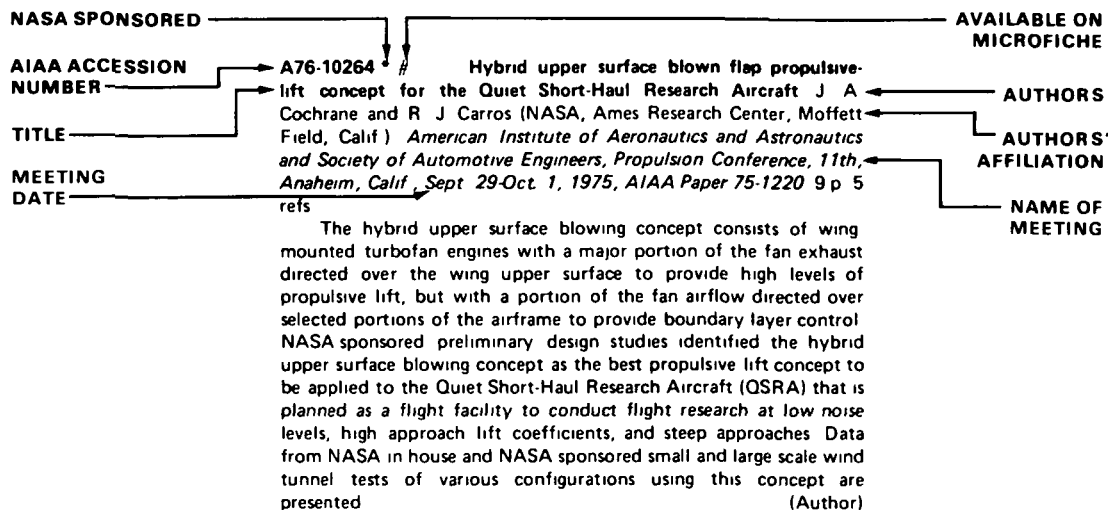 NASA SPONSORED
AVAILABLE ON
MICROFICHE
AIAA ACCESSION
NUMBER
TITLE
MEETING
DATE
AUTHORS
AUTHORS'
AFFILIATION
NAME OF
MEETING
A76-10264 * # Hybrid upper surface blown flap propulsive-
lift concept for the Quiet Short-Haul Research Aircraft J A
Cochrane and R J Carros (NASA, Ames Research Center, Moffett
Field, Calif ) American Institute of Aeronautics and Astronautics
and Society of Automotive Engineers, Propulsion Conference, 11th,
Anaheim, Calif , Sept 29-Oct. 1, 1975, AIAA Paper 75-1220 9 p 5
refs
The hybrid upper surface blowing concept consists of wing
mounted turbofan engines with a major portion of the fan exhaust
directed over the wing upper surface to provide high levels of
propulsive lift, but with a portion of the fan airflow directed over
selected portions of the airframe to provide boundary layer control
NASA sponsored preliminary design studies identified the hybrid
upper surface blowing concept as the best propulsive lift concept to
be applied to the Quiet Short-Haul Research Aircraft (QSRA) that is
planned as a flight facility to conduct flight research at low noise
levels, high approach lift coefficients, and steep approaches Data
from NASA in house and NASA sponsored small and large scale wind
tunnel tests of various configurations using this concept are
presented (Author)